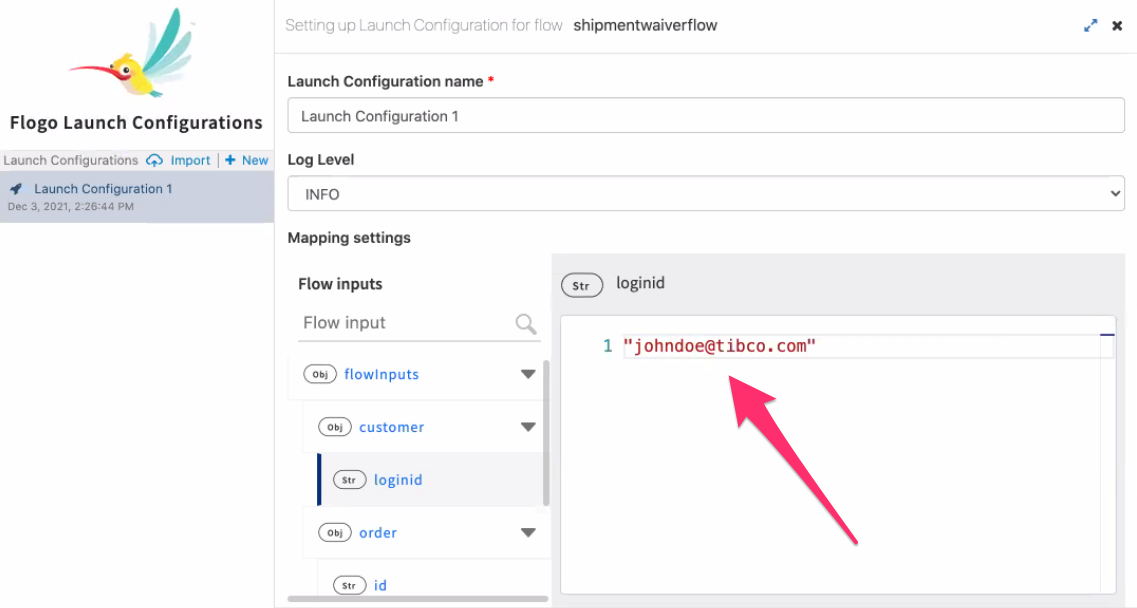 Flogo Launch Configurations
Launch Configurations Import | + New
Launch Configuration 1
Dec 3, 2021, 2:26:44 PM
Setting up Launch Configuration for flow shipmentwaiverflow
Launch Configuration name *
Launch Configuration 1
Log Level
INFO
Mapping settings
Flow inputs
Flow input
Obj flowInputs
Obj customer
Str loginid
Obj order
Str id
Str loginid
1 "johndoe@tibco.com"